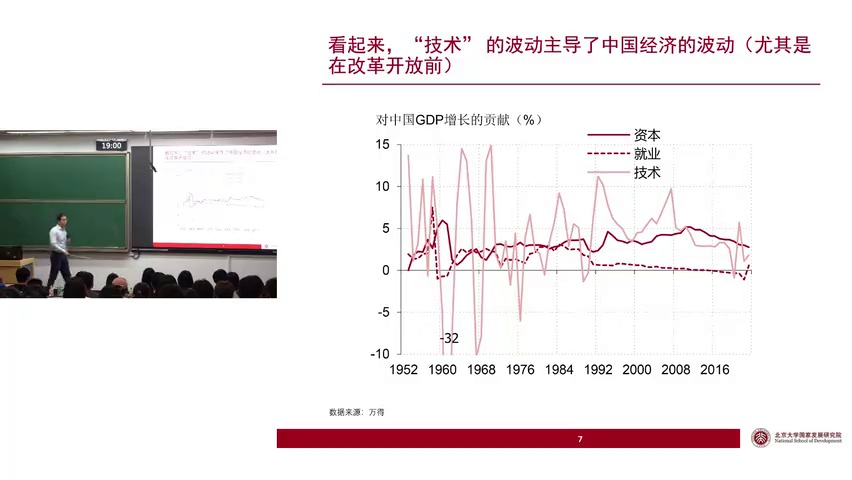 看起来，“技术”的波动主导了中国经济的波动（尤其是
在改革开放前）
对中国GDP增长的贡献（%）
资本
就业
技术
15
10
5
0
-5
-10
-32
1952 1960 1968 1976 1984 1992 2000 2008 2016
数据来源：万得
7
北京大学国家发展研究院
National School of Development
19:00